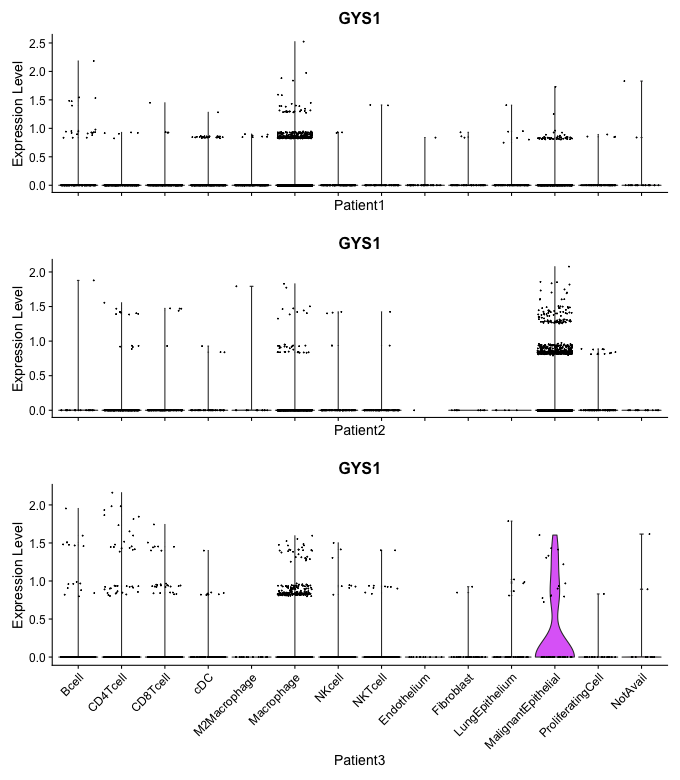 GYS1
Expression Level
2.5
2.0
1.5
1.0
0.5
0.0
Patient1
GYS1
Expression Level
2.0
1.5
1.0
0.5
0.0
Patient2
GYS1
Expression Level
2.0
1.5
1.0
0.5
0.0
Bcell
CD4Tcell
CD8Tcell
cDC
M2Macrophage
Macrophage
NKcell
NKTcell
Endothelium
Fibroblast
LungEpithelium
MalignantEpithelial
ProliferatingCell
NotAvail
Patient3